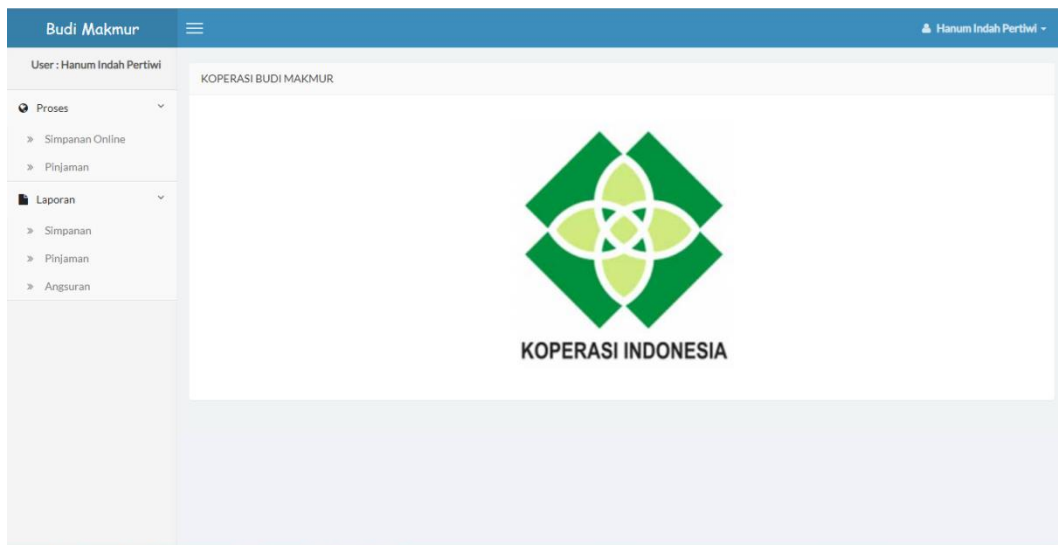 Budi Makmur
Hanum Indah Pertiwi
User : Hanum Indah Pertiwi
Proses
Simpanan Online
Pinjaman
Laporan
Simpanan
Pinjaman
Angsuran
KOPERASI BUDI MAKMUR
KOPERASI INDONESIA